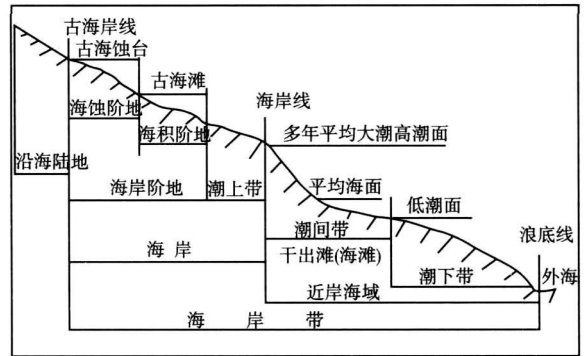 古海岸线
古海蚀台
古海滩
海岸线
海蚀阶地
海积阶地
多年平均大潮高潮面
沿海陆地
海岸阶地
潮上带
平均海面
低潮面
潮间带
浪底线
海岸
干出滩(海滩)
潮下带
外海
近岸海域
海岸带